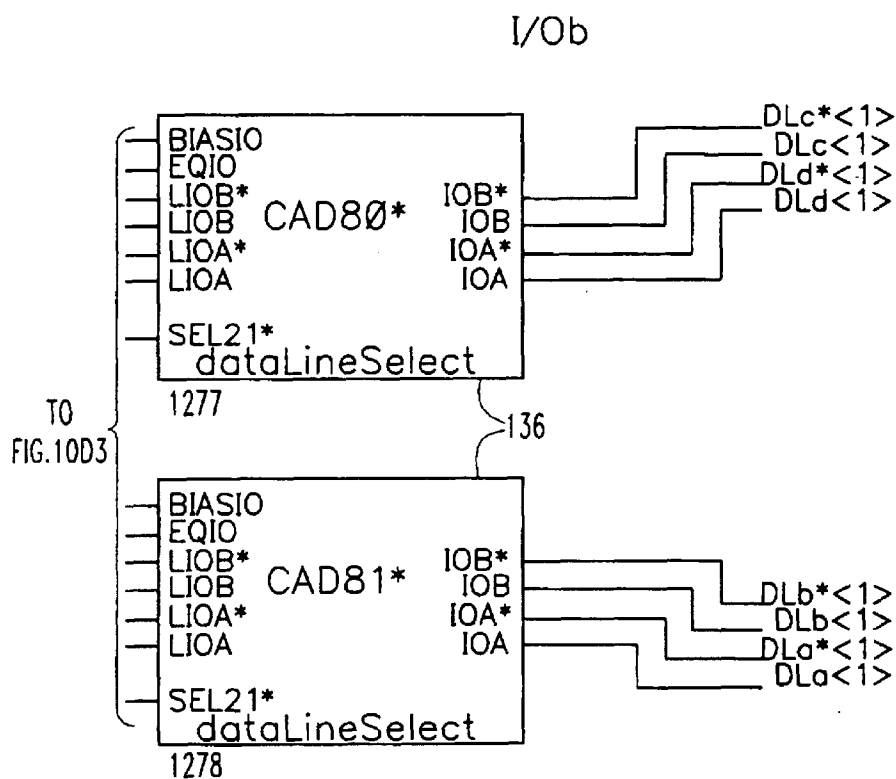 I/Ob
BIASIO
EQIO
LIOB*
LIOB
LIOA*
LIOA
SEL21*
CAD8Ø*
IOB*
IOB
IOA*
IOA
dataLineSelect
1277
DLc*<1>
DLc<1>
DLd*<1>
DLd<1>
TO
FIG.10D3
136
BIASIO
EQIO
LIOB*
LIOB
LIOA*
LIOA
SEL21*
CAD81*
IOB*
IOB
IOA*
IOA
dataLineSelect
1278
DLb*<1>
DLb<1>
DLa*<1>
DLa<1>